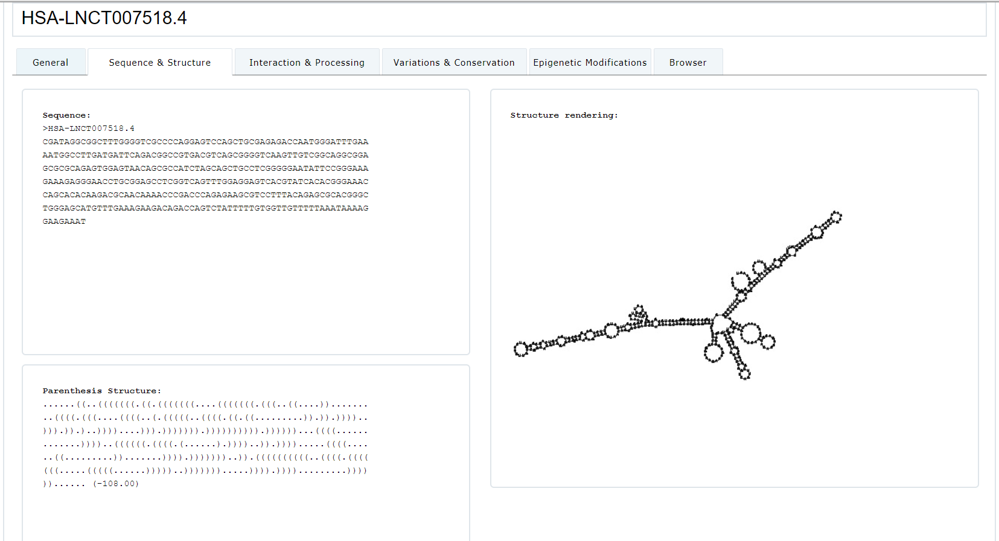 HSA-LNCT007518.4
General
Sequence & Structure
Interaction & Processing
Variations & Conservation
Epigenetic Modifications
Browser
Sequence:
>HSA-LNCT007518.4
CGATAGGCGGCTTTGGGGTCGCCCCAGGAGTCCAGCTGCGAGAGACCAATGGGATTTGAA
AATGGCCTTGATGATTCAGACGGCCGTGACGTCAGCGGGGTCAAGTTGTCGGCAGGCGGA
GCGCGCAGAGTGGAGTAACAGCGCCATCTAGCAGCTGCCTCGGGGGAATATTCCGGGAAA
GAAAGAGGGAACCTGCGGAGCCTCGGTCAGTTTGGAGGAGTCACGTATCACACGGGAAAC
CAGCACACAAGACGCAACAAAACCCGACCCAGAGAAGCGTCCTTTACAGAGCGCACGGGC
TGGGAGCATGTTTGAAAGAAGACAGACCAGTCTATTTTTGTGGTTGTTTTTAAATAAAAG
GAAGAAAT
Parenthesis Structure:
......((..(((((((.((.(((((((....(((((((.(((..((....)).......
..((((.(((....((((..(.((((((..((((.((.((.........)).)).))))..
))).)).)..))))....))).))))))).)))))))))).))))))...((((......
.......))))..((((((.((((.(......).))))..)).)))).....((((....
..((.........)).......)))).)))))))..)).((((((((((..((((.((((
(((.....(((((......)))))..))))))).....)))).)))).........))))
))...... (-108.00)
Structure rendering: